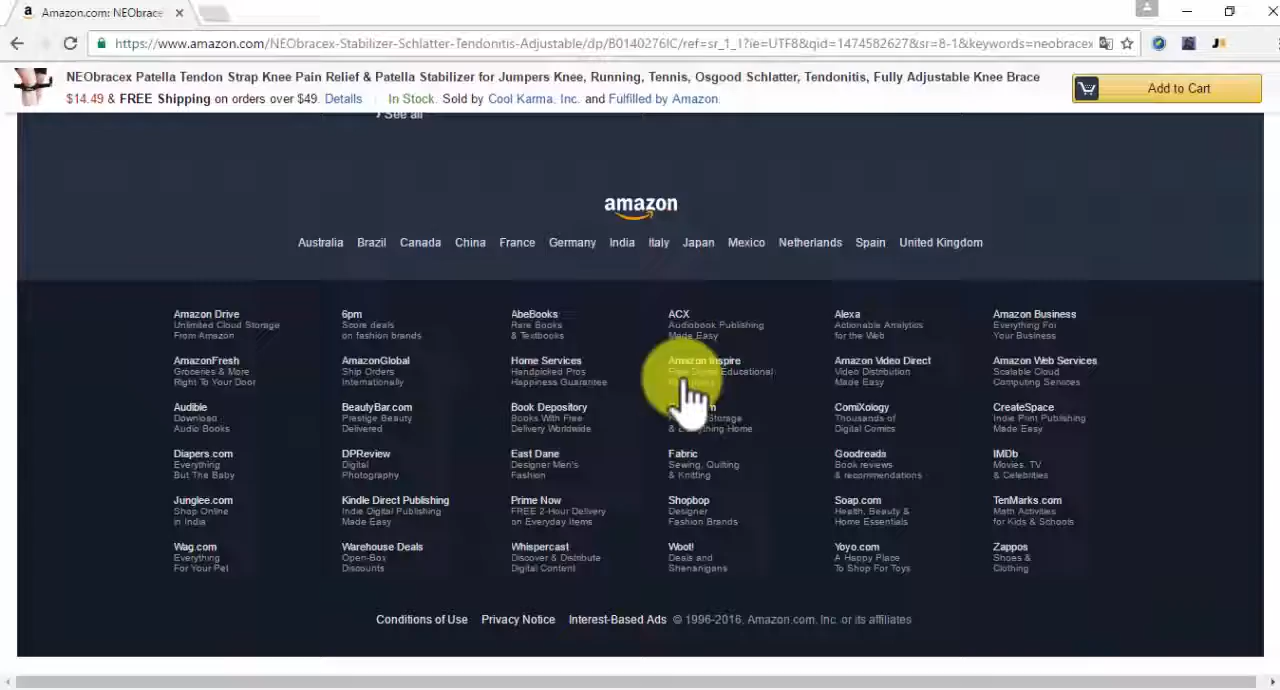 Amazon.com: NEObrace
https://www.amazon.com/NEObracex-Stabilizer-Schlatter-Tendonitis-Adjustable/dp/B0140276IC/ref=sr_1_1?ie=UTF8&qid=1474582627&sr=8-1&keywords=neobracex
NEObracex Patella Tendon Strap Knee Pain Relief & Patella Stabilizer for Jumpers Knee, Running, Tennis, Osgood Schlatter, Tendonitis, Fully Adjustable Knee Brace
$14.49 & FREE Shipping on orders over $49. Details | In Stock. Sold by Cool Karma, Inc. and Fulfilled by Amazon.
Add to Cart
› See all
amazon
Australia Brazil Canada China France Germany India Italy Japan Mexico Netherlands Spain United Kingdom
Amazon Drive 6pm AbeBooks ACX Alexa Amazon Business
Unlimited Cloud Storage Score deals Rare Books Audiobook Publishing Actionable Analytics Everything For
From Amazon on fashion brands & Textbooks Made Easy for the Web Your Business
AmazonFresh AmazonGlobal Home Services Amazon Inspire Amazon Video Direct Amazon Web Services
Groceries & More Ship Orders Handpicked Pros Free Digital Educational Video Distribution Scalable Cloud
Right To Your Door Internationally Happiness Guarantee Made Easy Computing Services
Audible BeautyBar.com Book Depository ComiXology CreateSpace
Download Prestige Beauty Books With Free Storage Thousands of Indie Print Publishing
Audio Books Delivered Delivery Worldwide & Everything Home Digital Comics Made Easy
Diapers.com DPReview East Dane Fabric Goodreads IMDb
Everything Digital Designer Men's Sewing, Quilting Book reviews Movies, TV
But The Baby Photography Fashion & Knitting & recommendations & Celebrities
Junglee.com Kindle Direct Publishing Prime Now Shopbop Soap.com TenMarks.com
Shop Online Indie Digital Publishing FREE 2-Hour Delivery Designer Health, Beauty & Math Activities
in India Made Easy on Everyday Items Fashion Brands Home Essentials for Kids & Schools
Wag.com Warehouse Deals Whispercast Woot! Yoyo.com Zappos
Everything Open-Box Discover & Distribute Deals and A Happy Place Shoes &
For Your Pet Discounts Digital Content Shenanigans To Shop For Toys Clothing
Conditions of Use Privacy Notice Interest-Based Ads © 1996-2016, Amazon.com, Inc. or its affiliates